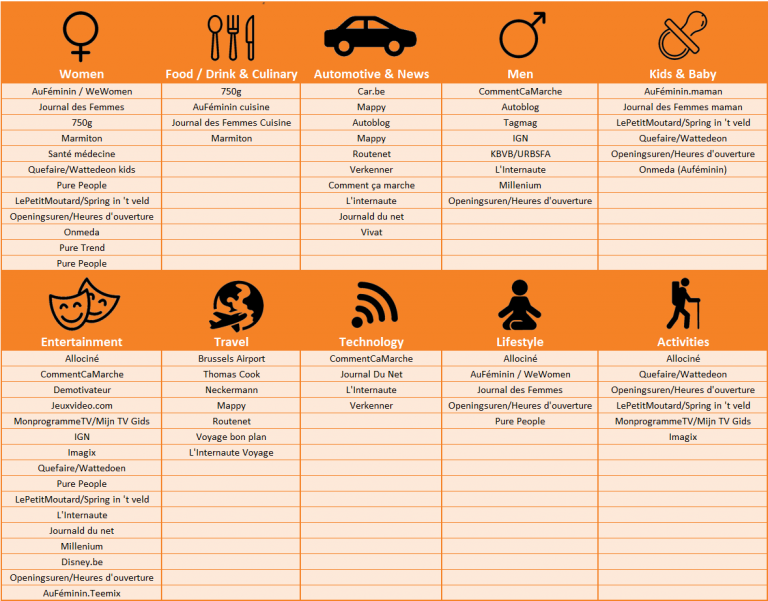 Women Food / Drink & Culinary Automotive & News Men Kids & Baby
AuFéminin / WeWomen 750g Car.be CommentCaMarche AuFéminin.maman
Journal des Femmes AuFéminin cuisine Mappy Autoblog Journal des Femmes maman
750g Journal des Femmes Cuisine Autoblog Tagmag LePetitMoutard/Spring in 't veld
Marmiton Marmiton Mappy IGN Quefaire/Wattedeon
Santé médecine Routenet KBVB/URBSFA Openingsuren/Heures d'ouverture
Quefaire/Wattedeon kids Verkenner L'Internaute Onmeda (Auféminin)
Pure People Comment ça marche Millenium
LePetitMoutard/Spring in 't veld L'internaute Openingsuren/Heures d'ouverture
Openingsuren/Heures d'ouverture Journald du net
Onmeda Vivat
Pure Trend
Pure People
Entertainment Travel Technology Lifestyle Activities
Allociné Brussels Airport CommentCaMarche Allociné Allociné
CommentCaMarche Thomas Cook Journal Du Net AuFéminin / WeWomen Quefaire/Wattedeon
Demotivateur Neckermann L'Internaute Journal des Femmes Openingsuren/Heures d'ouverture
Jeuxvideo.com Mappy Verkenner Openingsuren/Heures d'ouverture LePetitMoutard/Spring in 't veld
MonprogrammeTV/Mijn TV Gids Routenet Pure People MonprogrammeTV/Mijn TV Gids
IGN Voyage bon plan Imagix
Imagix L'Internaute Voyage
Quefaire/Wattedoen
Pure People
LePetitMoutard/Spring in 't veld
L'Internaute
Journald du net
Millenium
Disney.be
Openingsuren/Heures d'ouverture
AuFéminin.Teemix